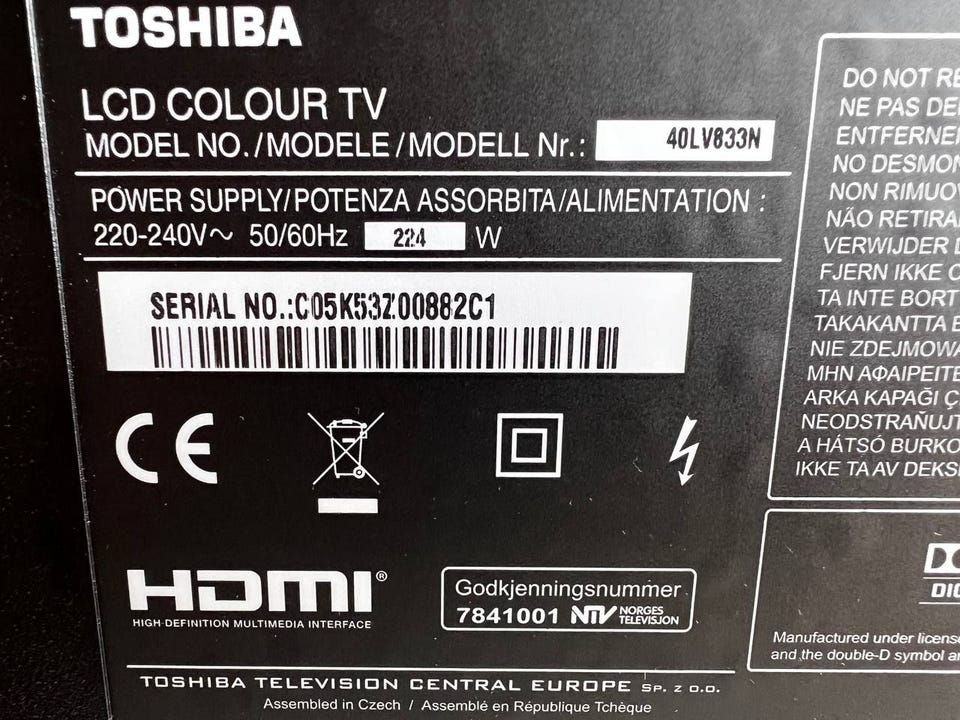 TOSHIBA
LCD COLOUR TV
MODEL NO./MODELE/MODELL Nr.: 40LV833N
POWER SUPPLY/POTENZA ASSORBITA/ALIMENTATION :
220-240V~ 50/60Hz 224 W
SERIAL NO.:C05K53Z00882C1
CE
HDMI®
HIGH-DEFINITION MULTIMEDIA INTERFACE
Godkjenningsnummer
7841001 NTV NORGES
TELEVISJON
TOSHIBA TELEVISION CENTRAL EUROPE Sp. z o.o.
Assembled in Czech / Assemblé en République Tchèque
DO NOT RE
NE PAS DE
ENTFERNE
NO DESMON
NON RIMUO
NÃO RETIRA
VERWIJDER D
FJERN IKKE
TA INTE BORT
TAKAKANTTA
NIE ZDEJMOWA
ΜΗΝ ΑΦΑΙΡΕΙΤΕ
ARKA KAPAĞI Ç
NEODSTRAŇUJT
A HÁTSÓ BURKO
IKKE TA AV DEKS
DIG
Manufactured under license
and the double-D symbol a